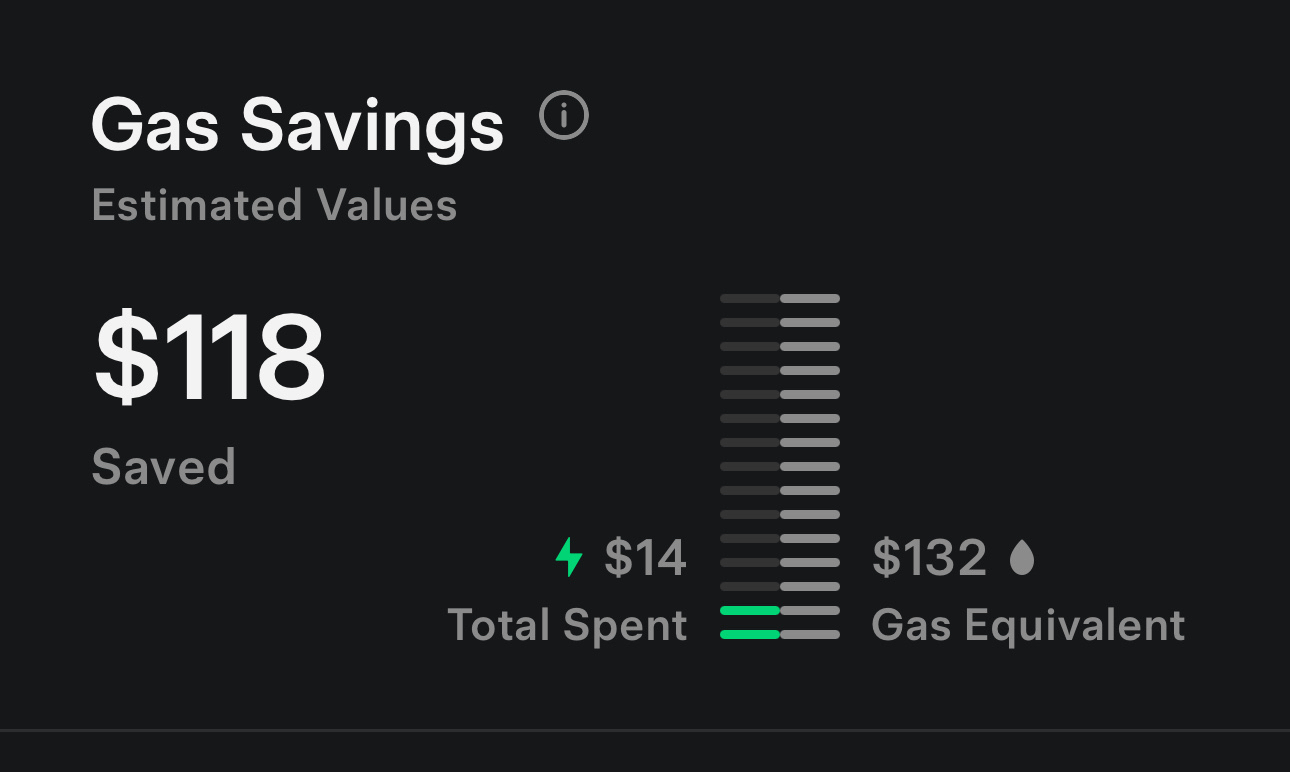 Gas Savings
Estimated Values
$118
Saved
$14
Total Spent
$132
Gas Equivalent